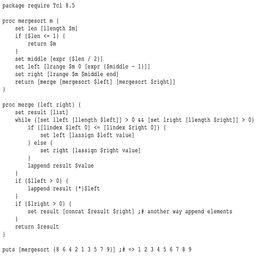 package require Tcl 8.5

proc mergesort m {
    set len [llength $m]
    if {$len <= 1} {
        return $m
    }
    set middle [expr {$len / 2}]
    set left [lrange $m 0 [expr {$middle - 1}]]
    set right [lrange $m $middle end]
    return [merge [mergesort $left] [mergesort $right]]
}

proc merge {left right} {
    set result [list]
    while {[set lleft [llength $left]] > 0 && [set lright [llength $right]] > 0} {
        if {[lindex $left 0] <= [lindex $right 0]} {
            set left [lassign $left value]
        } else {
            set right [lassign $right value]
        }
        lappend result $value
    }
    if {$lleft > 0} {
        lappend result {*}$left
    }
    if {$lright > 0} {
        set result [concat $result $right] ;# another way append elements
    }
    return $result
}

puts [mergesort {8 6 4 2 1 3 5 7 9}] ;# => 1 2 3 4 5 6 7 8 9